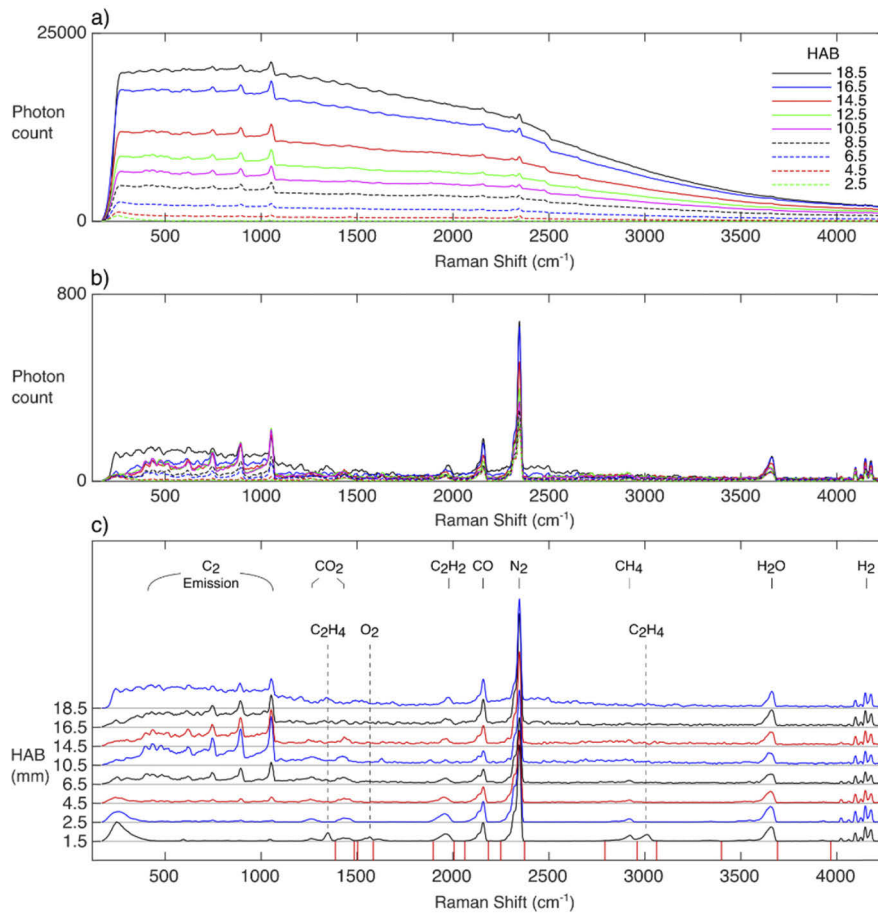 a)
25000
Photon
count
0
HAB
18.5
16.5
14.5
12.5
10.5
8.5
6.5
4.5
2.5
500 1000 1500 2000 2500 3000 3500 4000
Raman Shift (cm⁻¹)
b)
800
Photon
count
0
500 1000 1500 2000 2500 3000 3500 4000
Raman Shift (cm⁻¹)
c)
C₂ CO₂ C₂H₂ CO N₂ CH₄ H₂O H₂
Emission
C₂H₄ O₂ C₂H₄
18.5
16.5
14.5
HAB 10.5
(mm) 6.5
4.5
2.5
1.5
500 1000 1500 2000 2500 3000 3500 4000
Raman Shift (cm⁻¹)